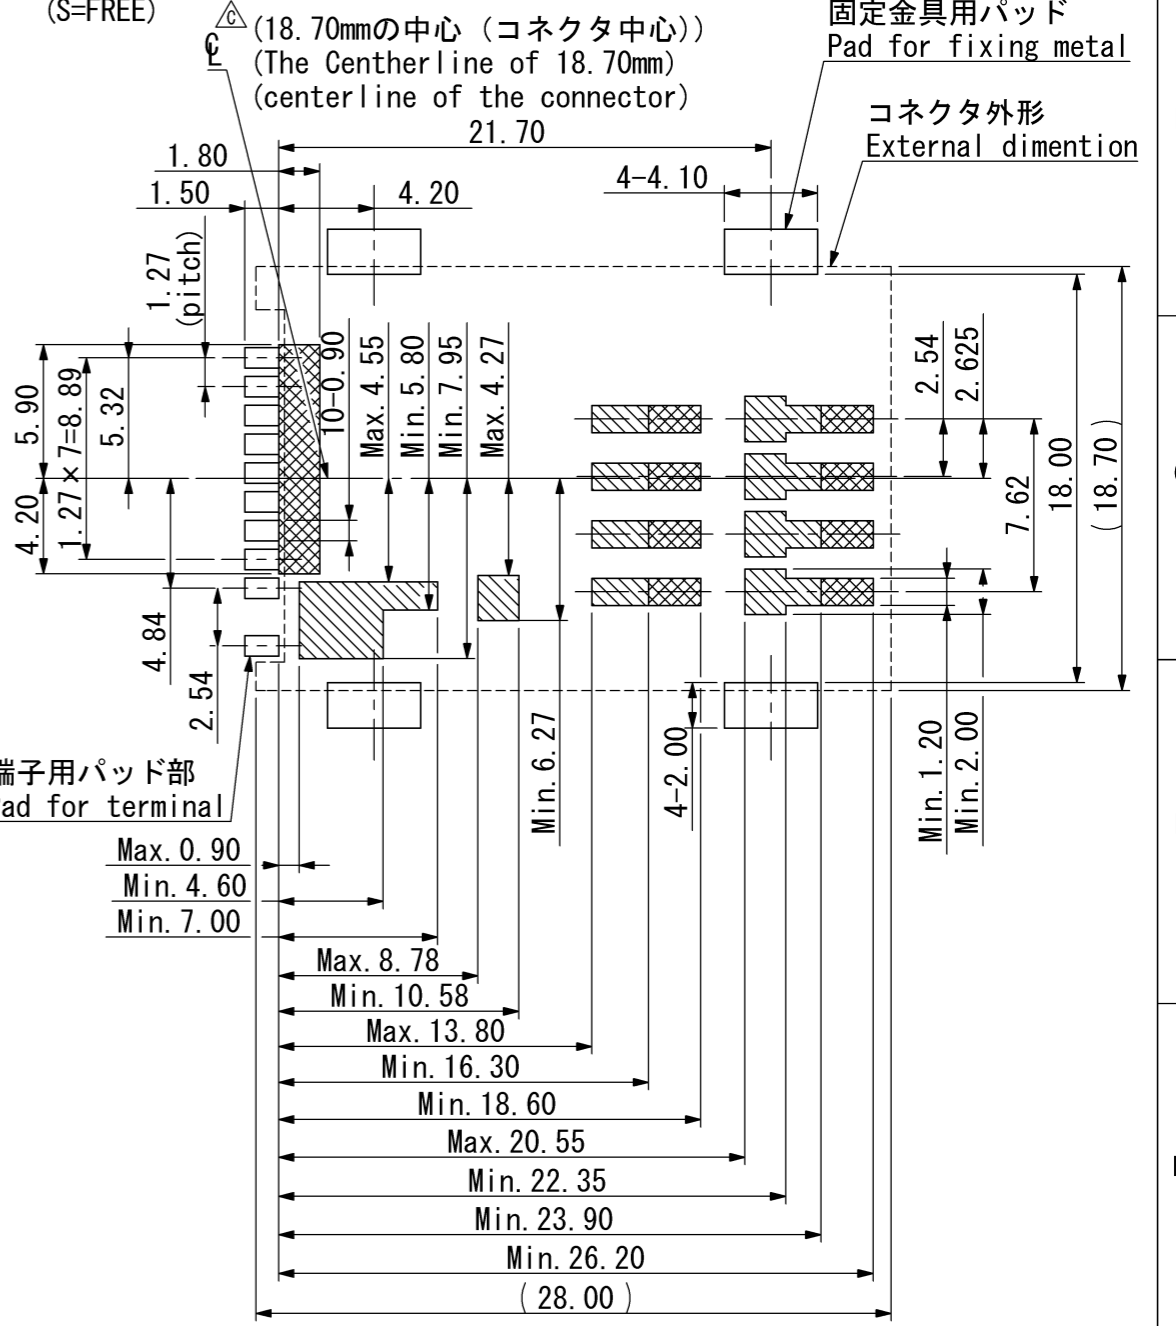 (S=FREE)
C
℄
(18.70mmの中心 (コネクタ中心))
(The Centherline of 18.70mm)
(centerline of the connector)
固定金具用パッド
Pad for fixing metal
コネクタ外形
External dimention
21.70
1.80
4-4.10
1.50
4.20
1.27
(pitch)
5.90
4.20
1.27×7=8.89
5.32
10-0.90
Max.4.55
Min.5.80
Min.7.95
Max.4.27
2.54
2.625
7.62
18.00
(18.70)
4.84
2.54
Min.6.27
4-2.00
Min.1.20
Min.2.00
端子用パッド部
ad for terminal
Max.0.90
Min.4.60
Min.7.00
Max.8.78
Min.10.58
Max.13.80
Min.16.30
Min.18.60
Max.20.55
Min.22.35
Min.23.90
Min.26.20
(28.00)